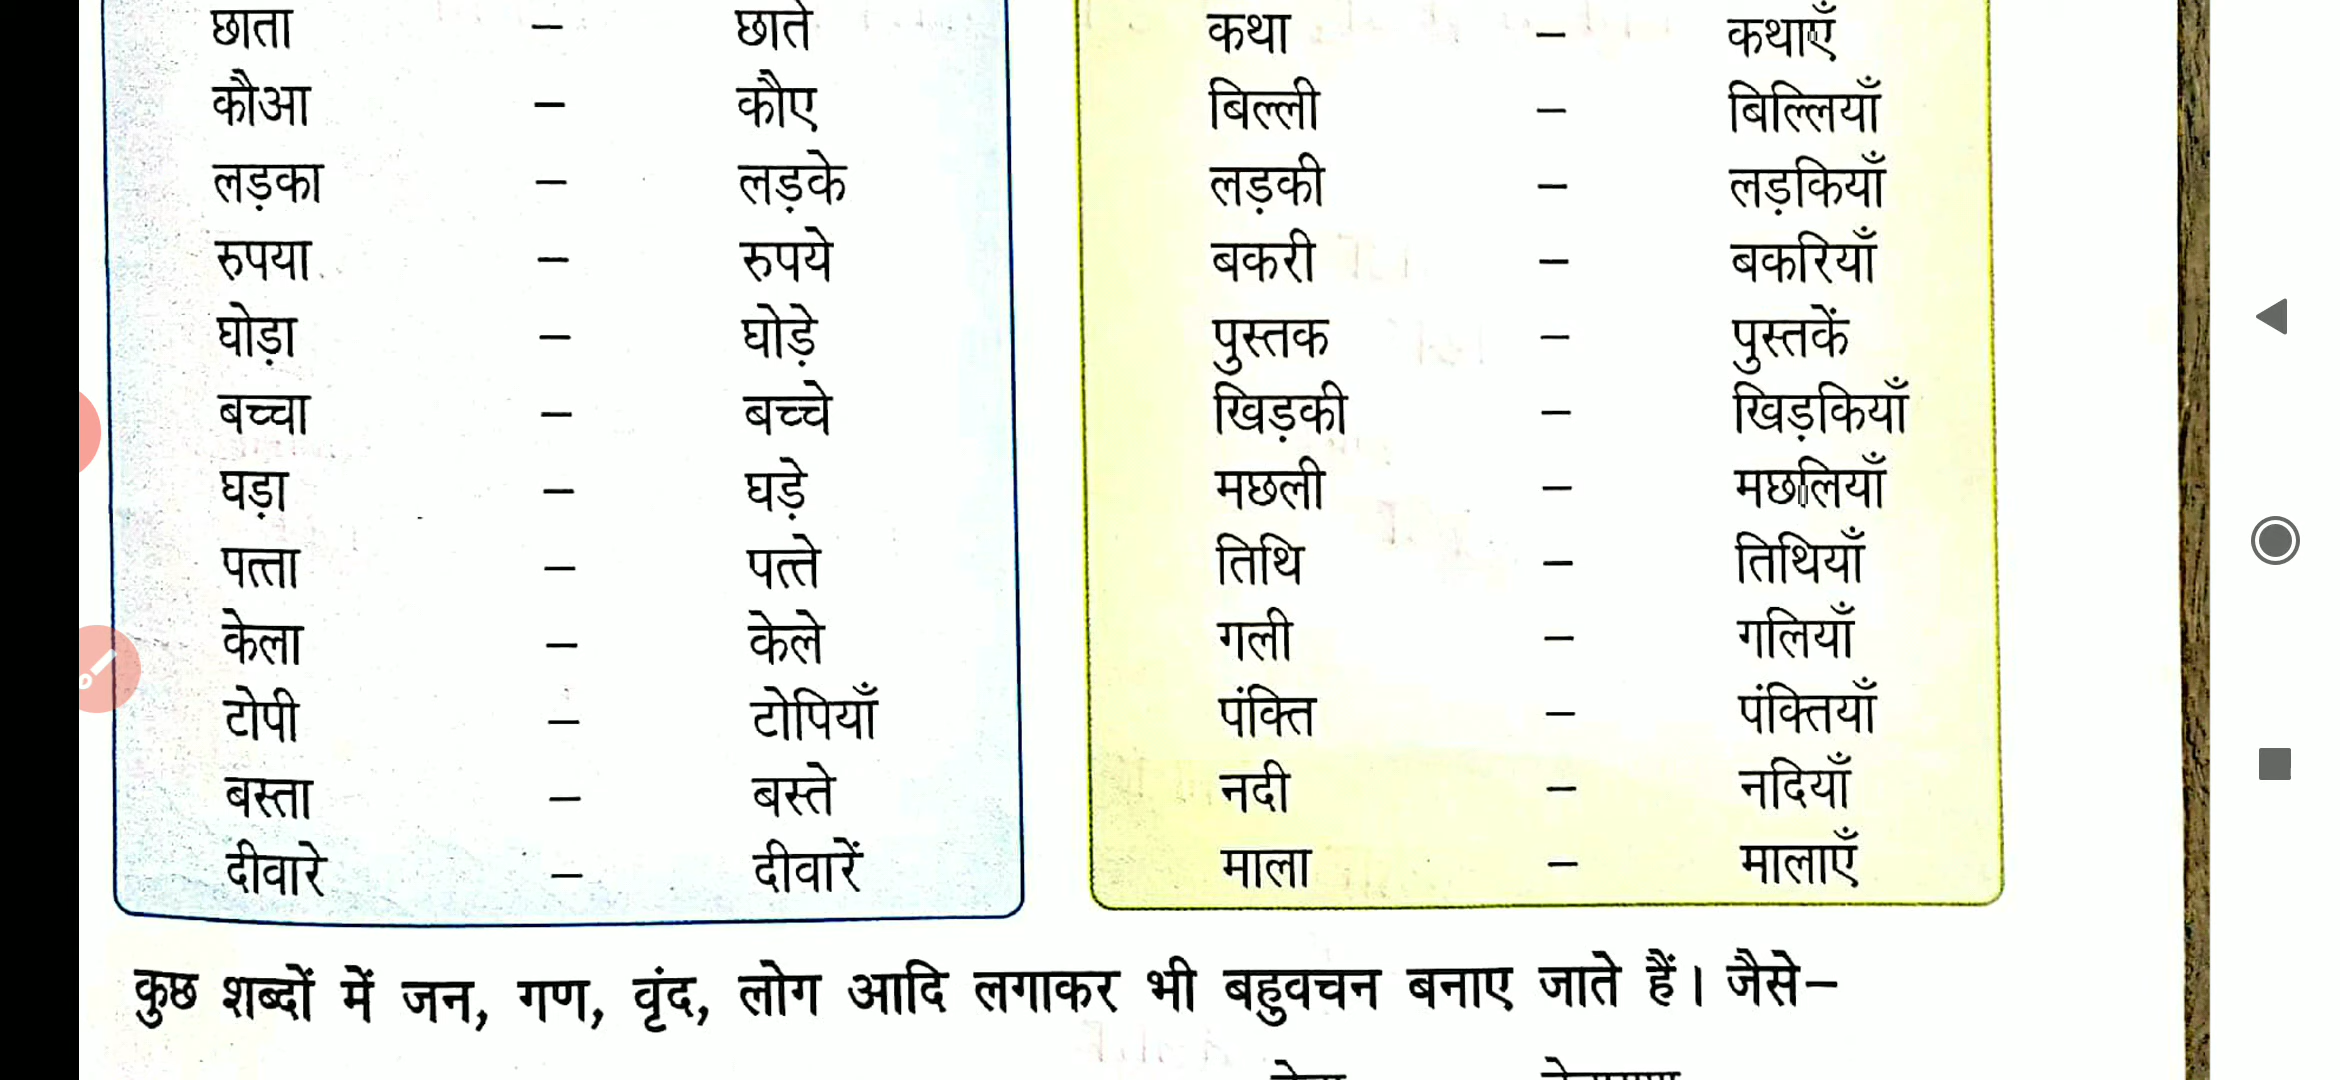 छाता – छाते
कौआ – कौए
लड़का – लड़के
रुपया – रुपये
घोड़ा – घोड़े
बच्चा – बच्चे
घड़ा – घड़े
पत्ता – पत्ते
केला – केले
टोपी – टोपियाँ
बस्ता – बस्ते
दीवारे – दीवारें
कथा – कथाएँ
बिल्ली – बिल्लियाँ
लड़की – लड़कियाँ
बकरी – बकरियाँ
पुस्तक – पुस्तकें
खिड़की – खिड़कियाँ
मछली – मछलियाँ
तिथि – तिथियाँ
गली – गलियाँ
पंक्ति – पंक्तियाँ
नदी – नदियाँ
माला – मालाएँ
कुछ शब्दों में जन, गण, वृंद, लोग आदि लगाकर भी बहुवचन बनाए जाते हैं। जैसे–